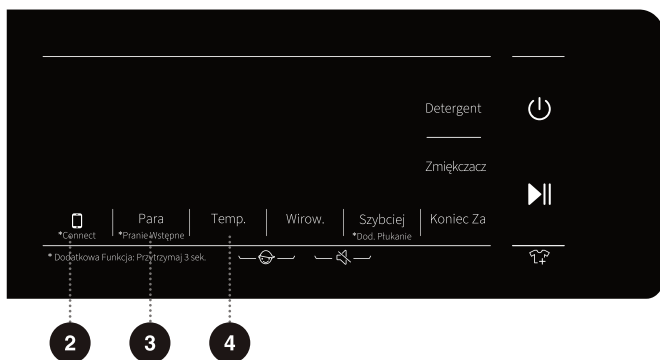 Detergent
Zmiękczacz
Para Temp. Wirow. Szybciej Koniec Za
*Connect *Pranie Wstępne *Dod. Płukanie
* Dodatkowa Funkcja: Przytrzymaj 3 sek.
2 3 4